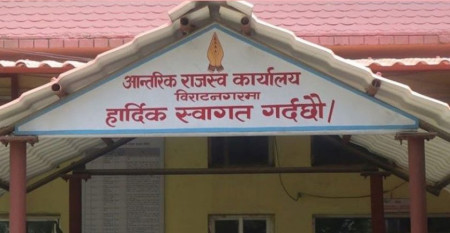 आन्तरिक राजस्व कार्यालय
विराटनगरमा
हार्दिक स्वागत गर्दछौ।